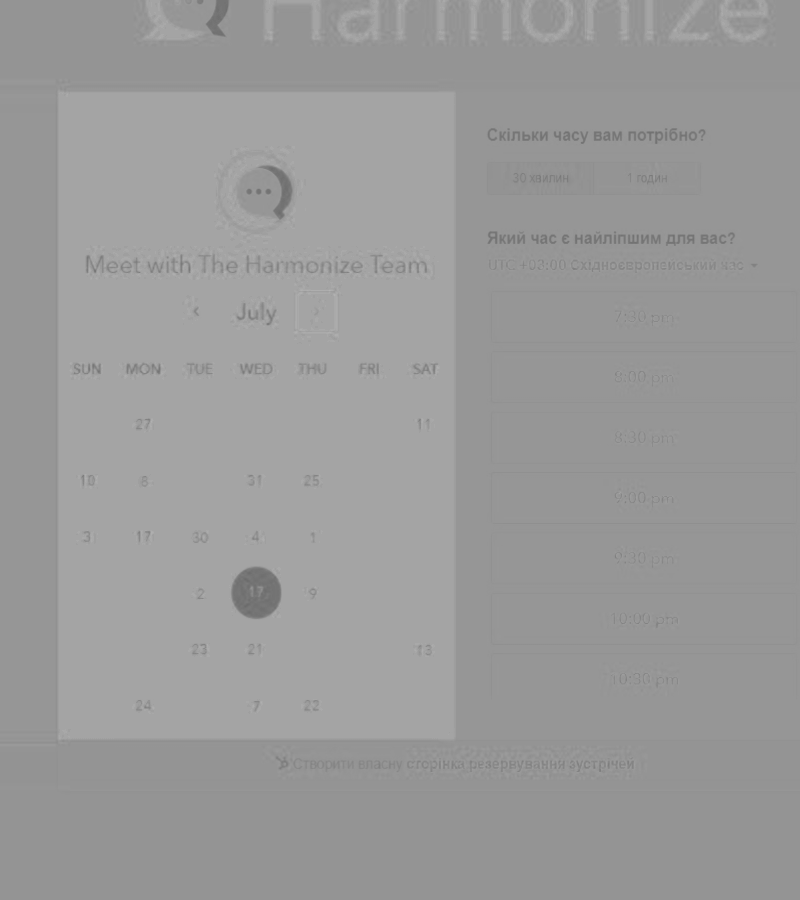 Harmonize
Meet with The Harmonize Team
July
SUN MON TUE WED THU FRI SAT
27 11
10 6 31 25
3 17 30 4 1
2 17 9
23 21 13
24 7 22
Скільки часу вам потрібно?
30 хвилин 1 годин
Який час є найліпшим для вас?
UTC +03:00 Східноєвропейський час
7:30 pm
8:00 pm
8:30 pm
9:00 pm
9:30 pm
10:00 pm
10:30 pm
Створити власну сторінка резервування зустрічей